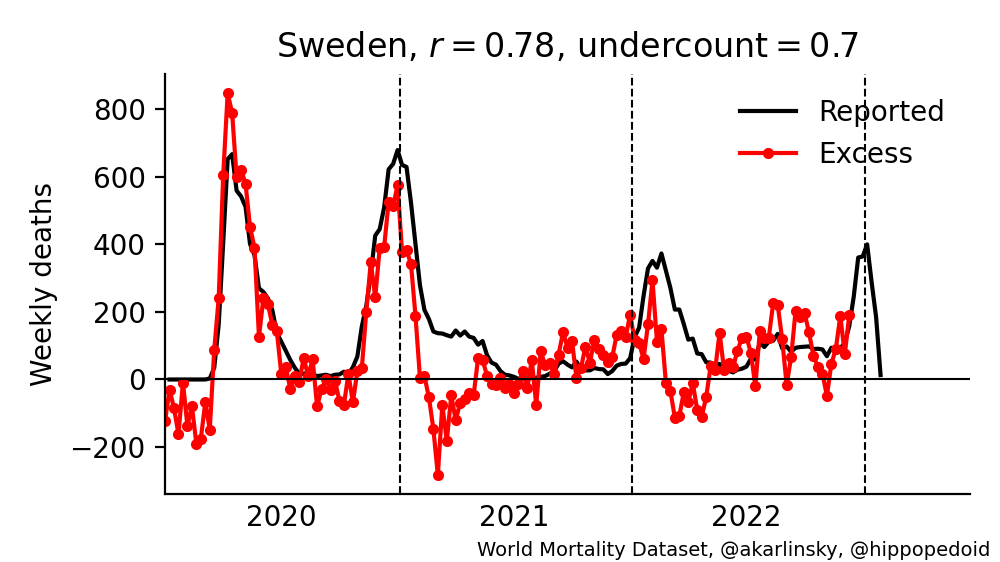 Sweden, r = 0.78, undercount = 0.7
Reported
Excess
Weekly deaths
800
600
400
200
0
−200
2020 2021 2022
World Mortality Dataset, @akarlinsky, @hippopedoid